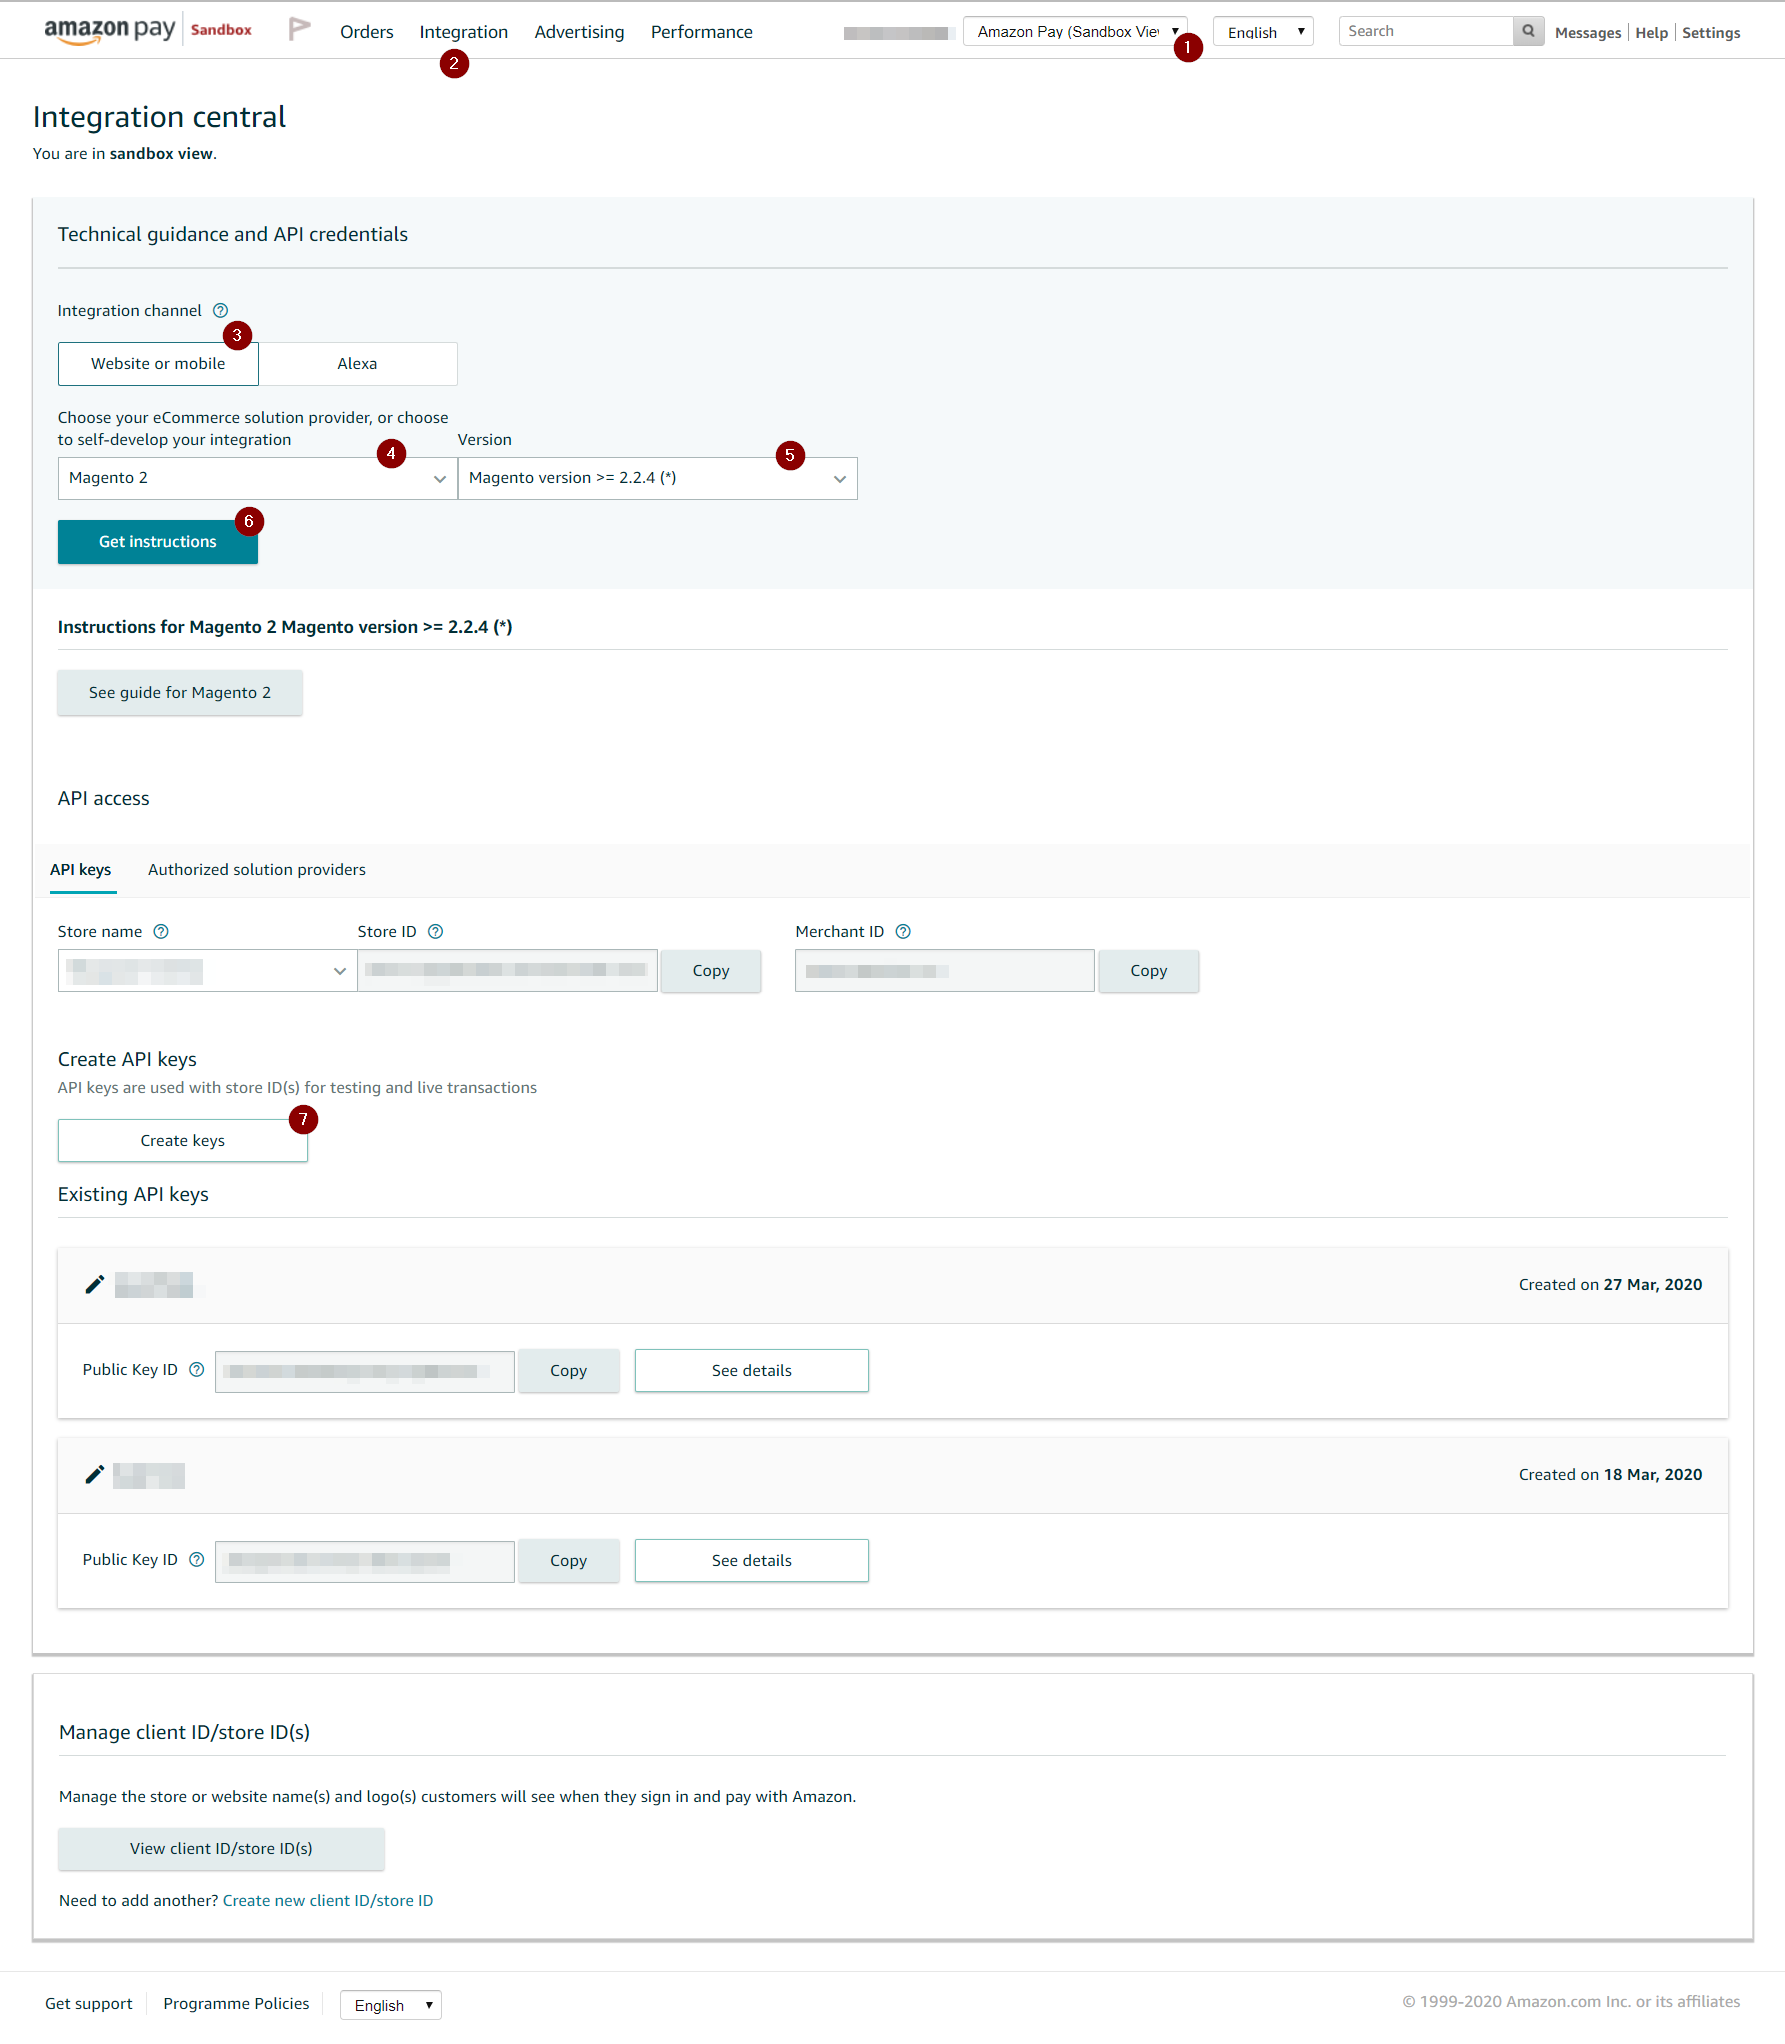 amazon pay Sandbox Orders Integration Advertising Performance Amazon Pay (Sandbox Vie English Search Messages Help Settings
1
2
Integration central
You are in sandbox view.
Technical guidance and API credentials
Integration channel
3
Website or mobile Alexa
Choose your eCommerce solution provider, or choose
to self-develop your integration Version
4 5
Magento 2 Magento version >= 2.2.4 (*)
6
Get instructions
Instructions for Magento 2 Magento version >= 2.2.4 (*)
See guide for Magento 2
API access
API keys Authorized solution providers
Store name Store ID Merchant ID
Copy Copy
Create API keys
API keys are used with store ID(s) for testing and live transactions
7
Create keys
Existing API keys
Created on 27 Mar, 2020
Public Key ID Copy See details
Created on 18 Mar, 2020
Public Key ID Copy See details
Manage client ID/store ID(s)
Manage the store or website name(s) and logo(s) customers will see when they sign in and pay with Amazon.
View client ID/store ID(s)
Need to add another? Create new client ID/store ID
Get support Programme Policies English © 1999-2020 Amazon.com Inc. or its affiliates